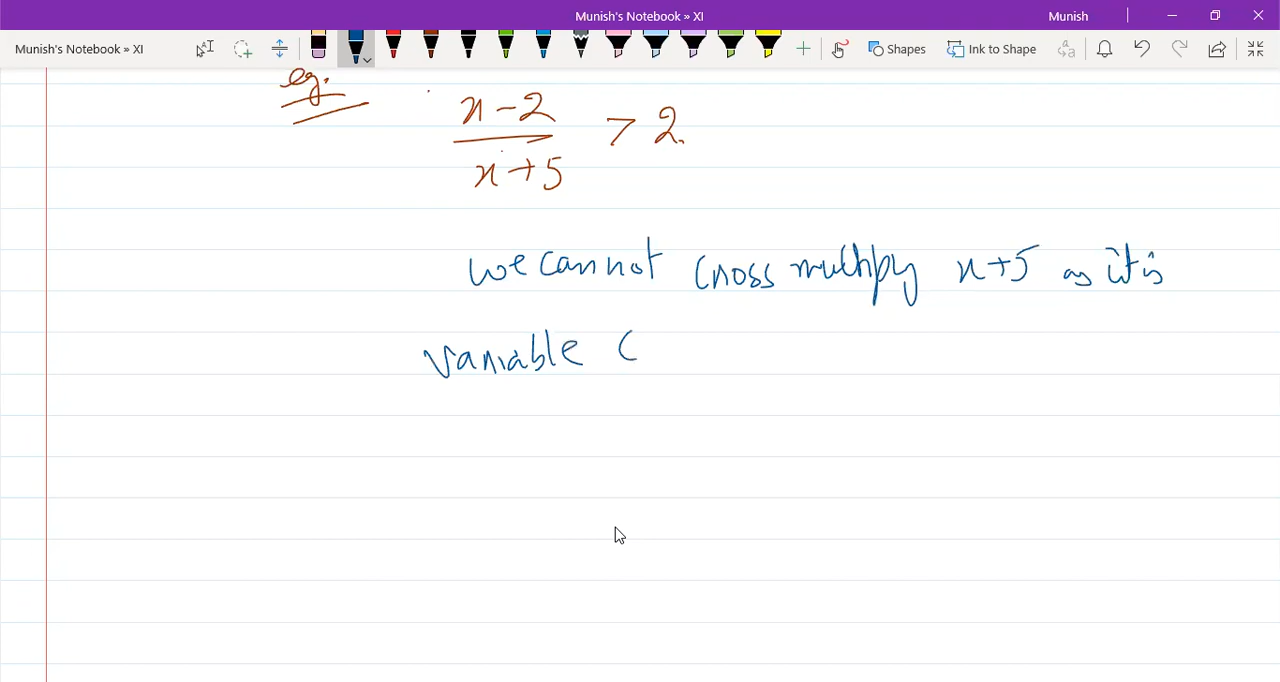 Munish's Notebook » XI
Munish
Munish's Notebook » XI
Shapes
Ink to Shape
eg.
x-2
x+5
> 2.
we cannot cross multiply x+5 as it is
variable (